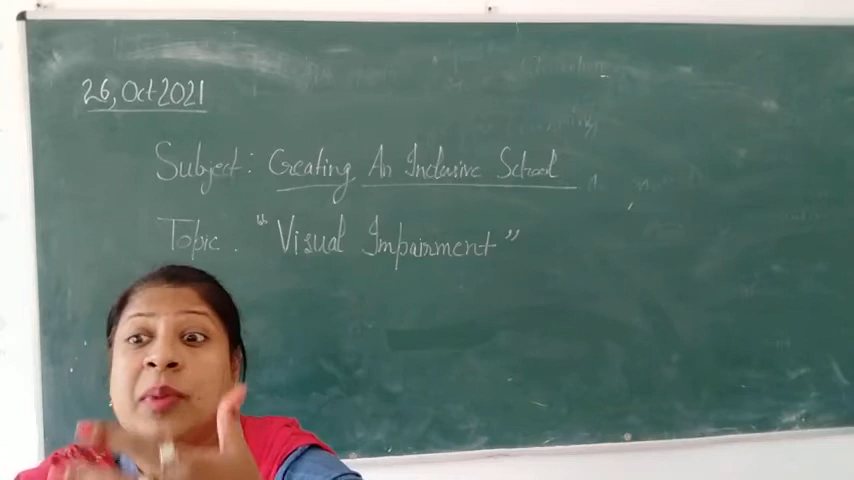 26, Oct 2021
Subject: Creating An Inclusive School
Topic. "Visual Impairment"